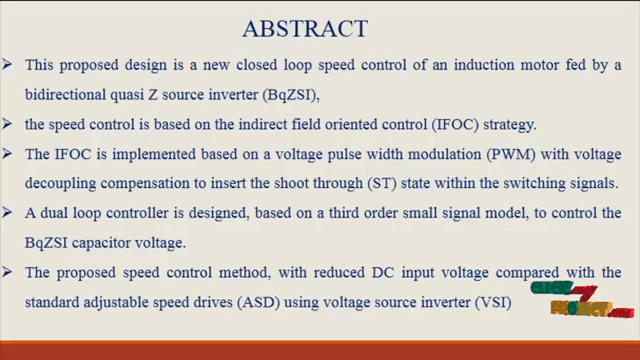 ABSTRACT
➢ This proposed design is a new closed loop speed control of an induction motor fed by a
bidirectional quasi Z source inverter (BqZSI),
➢ the speed control is based on the indirect field oriented control (IFOC) strategy.
➢ The IFOC is implemented based on a voltage pulse width modulation (PWM) with voltage
decoupling compensation to insert the shoot through (ST) state within the switching signals.
➢ A dual loop controller is designed, based on a third order small signal model, to control the
BqZSI capacitor voltage.
➢ The proposed speed control method, with reduced DC input voltage compared with the
standard adjustable speed drives (ASD) using voltage source inverter (VSI)